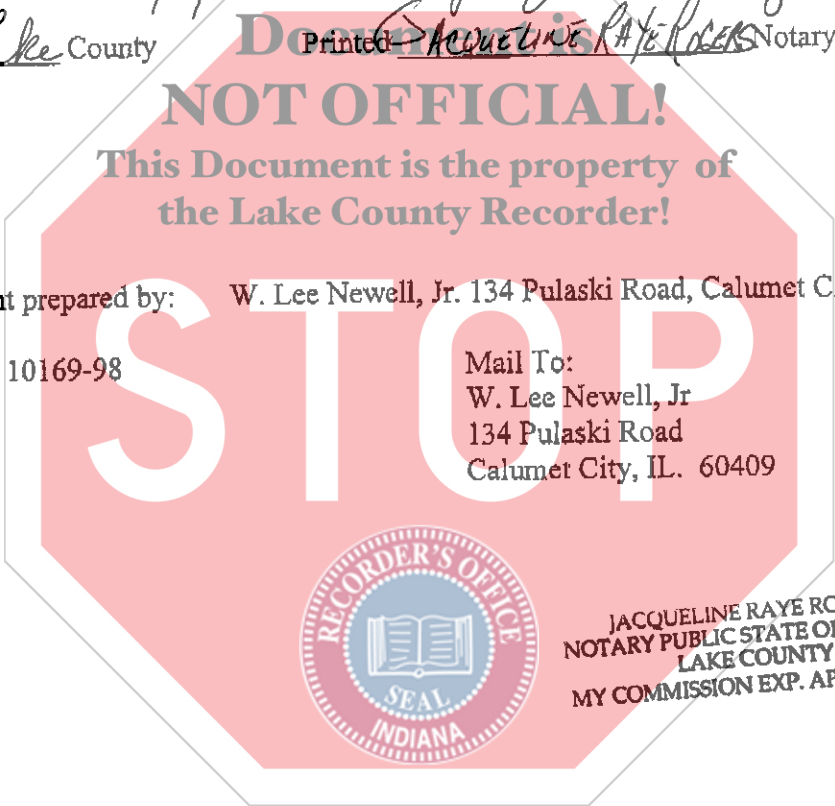 Lake County Printed JACQUELINE RAYE ROGERS Notary
Document is
NOT OFFICIAL!
This Document is the property of
the Lake County Recorder!
prepared by: W. Lee Newell, Jr. 134 Pulaski Road, Calumet C
10169-98
Mail To:
W. Lee Newell, Jr
134 Pulaski Road
Calumet City, IL. 60409
STOP
RECORDER'S OFFICE
SEAL
INDIANA
JACQUELINE RAYE RO
NOTARY PUBLIC STATE O
LAKE COUNTY
MY COMMISSION EXP. AP